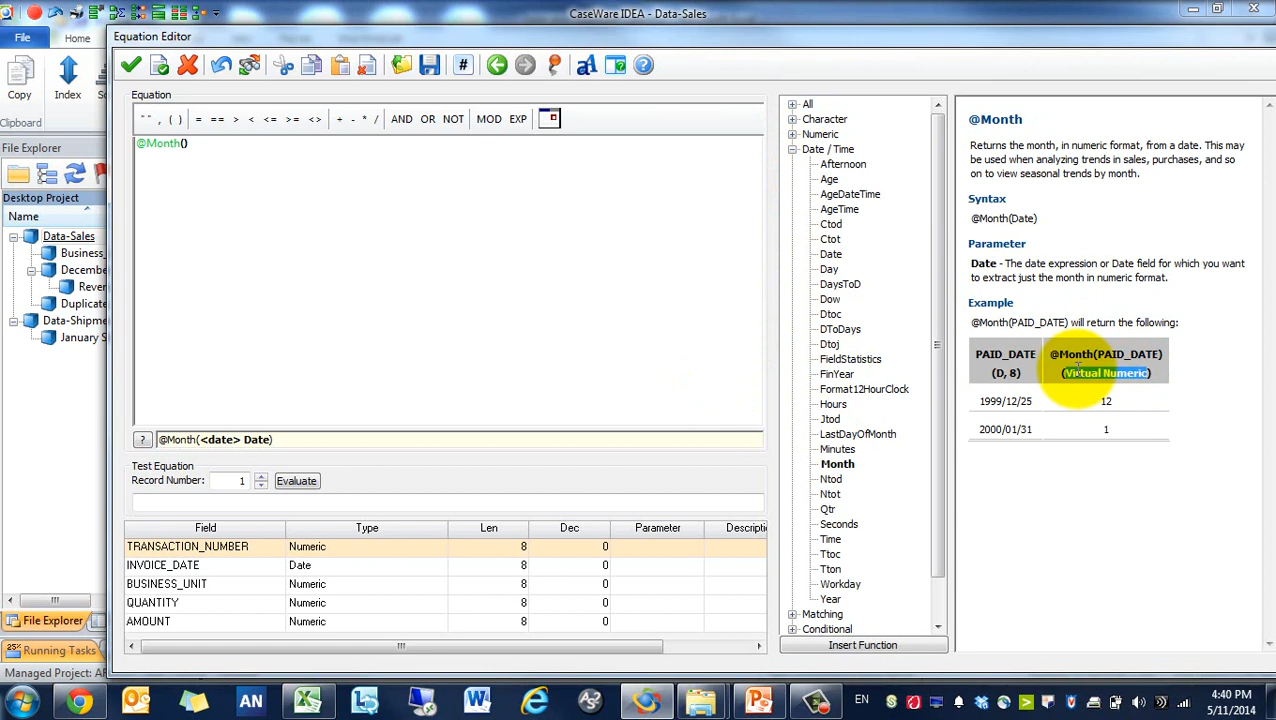 CaseWare IDEA - Data-Sales
File
Home
Equation Editor
Copy
Index
Clipboard
File Explorer
Desktop Project
Name
Data-Sales
Business_
December
Reven
Duplicate
Data-Shipme
January S
File Explorer
Running Tasks
Equation
" " , ( ) = == > < <= >= <> + - * / AND OR NOT MOD EXP
@Month()
? @Month(<date> Date)
Test Equation
Record Number: 1 Evaluate
Field Type Len Dec Parameter Descriptio
TRANSACTION_NUMBER Numeric 8 0
INVOICE_DATE Date 8 0
BUSINESS_UNIT Numeric 8 0
QUANTITY Numeric 8 0
AMOUNT Numeric 8 0
All
Character
Numeric
Date / Time
Afternoon
Age
AgeDateTime
AgeTime
Ctod
Ctot
Date
Day
DaysToD
Dow
Dtoc
DToDays
Dtoj
FieldStatistics
FinYear
Format12HourClock
Hours
Jtod
LastDayOfMonth
Minutes
Month
Ntod
Ntot
Qtr
Seconds
Time
Ttoc
Tton
Workday
Year
Matching
Conditional
Insert Function
@Month
Returns the month, in numeric format, from a date. This may
be used when analyzing trends in sales, purchases, and so
on to view seasonal trends by month.
Syntax
@Month(Date)
Parameter
Date - The date expression or Date field for which you want
to extract just the month in numeric format.
Example
@Month(PAID_DATE) will return the following:
PAID_DATE @Month(PAID_DATE)
(D, 8) (Virtual Numeric)
1999/12/25 12
2000/01/31 1
EN
4:40 PM
5/11/2014